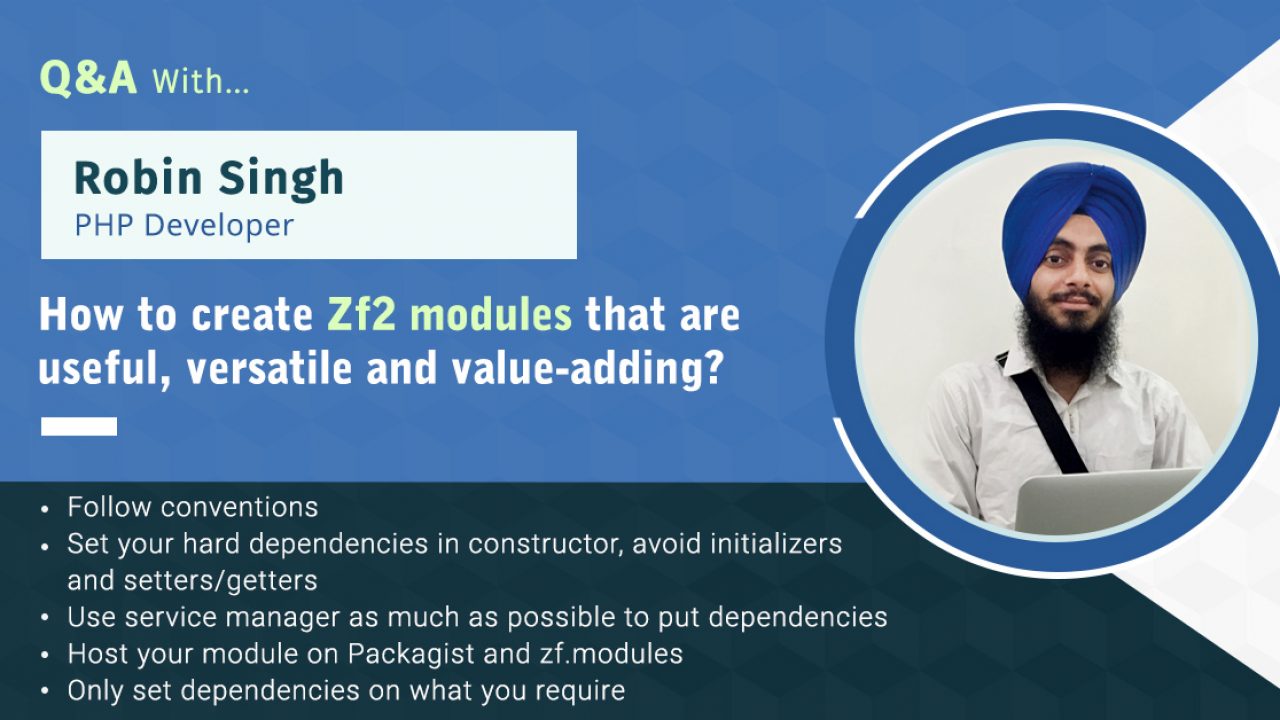 Q&A With...
Robin Singh
PHP Developer
How to create Zf2 modules that are
useful, versatile and value-adding?
• Follow conventions
• Set your hard dependencies in constructor, avoid initializers
and setters/getters
• Use service manager as much as possible to put dependencies
• Host your module on Packagist and zf.modules
• Only set dependencies on what you require